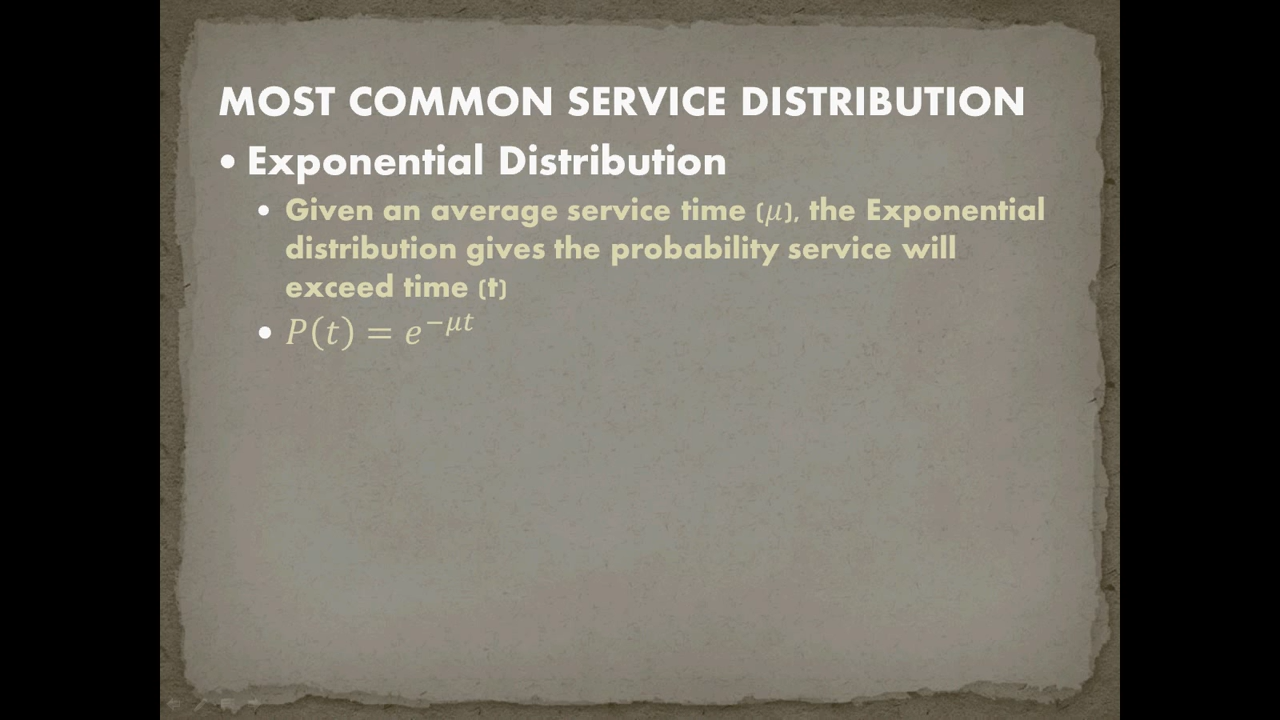 MOST COMMON SERVICE DISTRIBUTION
• Exponential Distribution
• Given an average service time (μ), the Exponential
distribution gives the probability service will
exceed time (t)
• P(t) = e^{−μt}